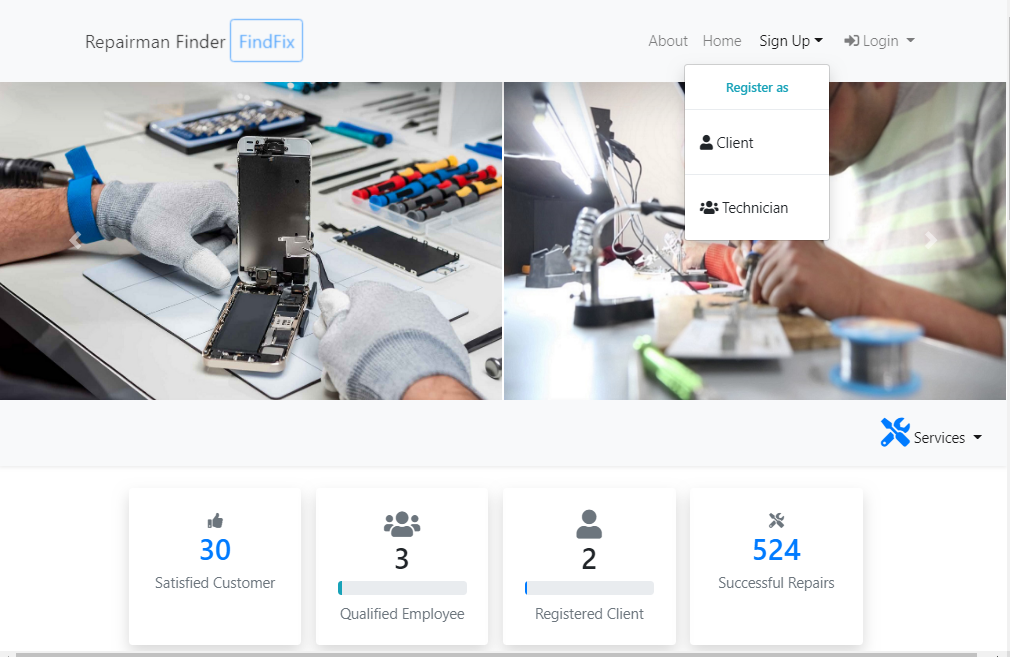 Repairman Finder FindFix
About Home Sign Up Login
Register as
Client
Technician
Services
30
Satisfied Customer
3
Qualified Employee
2
Registered Client
524
Successful Repairs